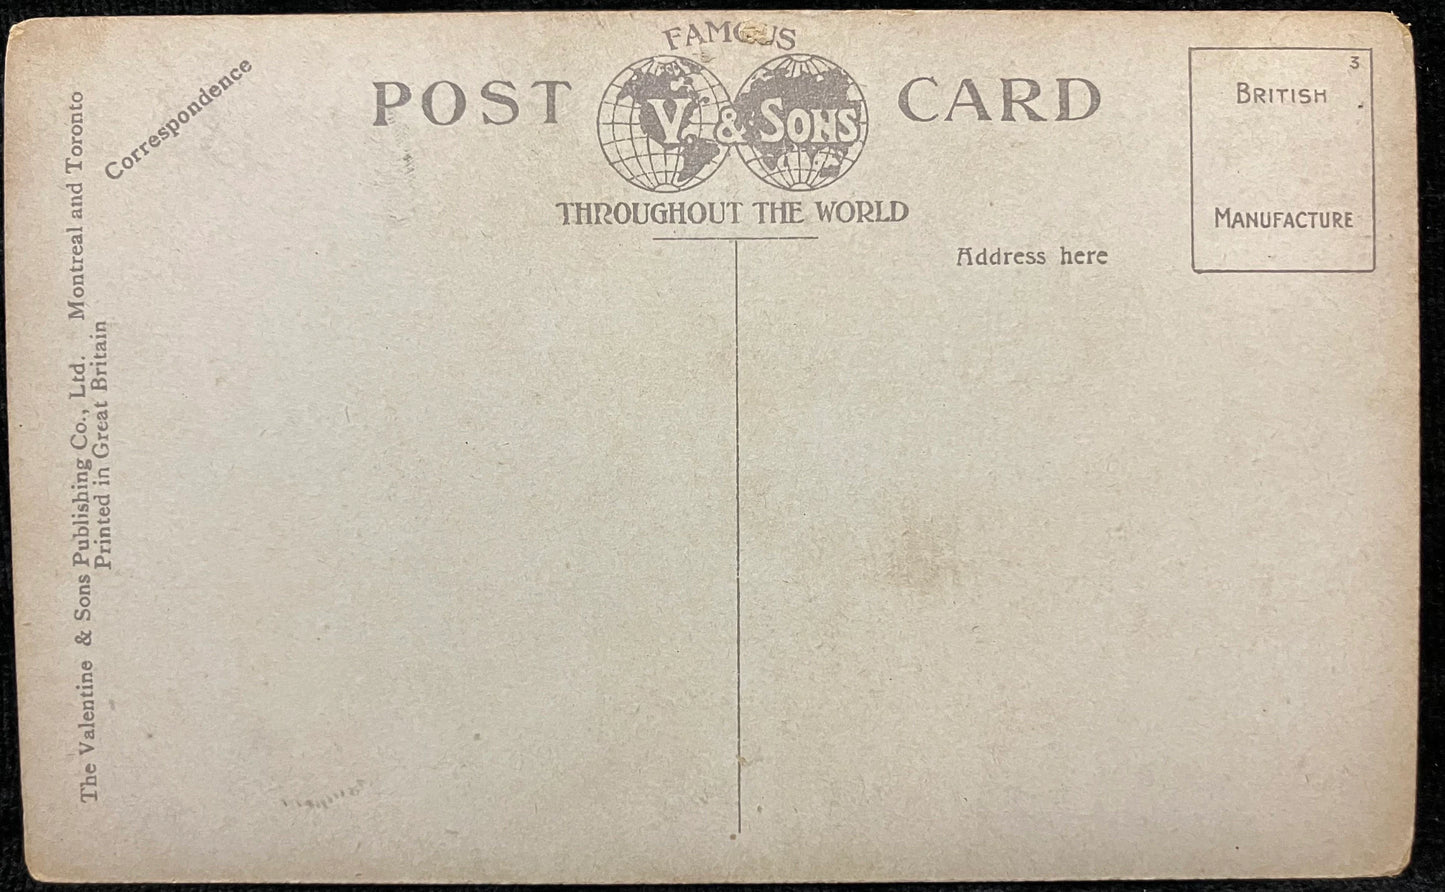 FAMOUS
POST CARD
V. & SONS
THROUGHOUT THE WORLD
Correspondence
Address here
3
BRITISH
MANUFACTURE
The Valentine & Sons Publishing Co., Ltd. Montreal and Toronto
Printed in Great Britain